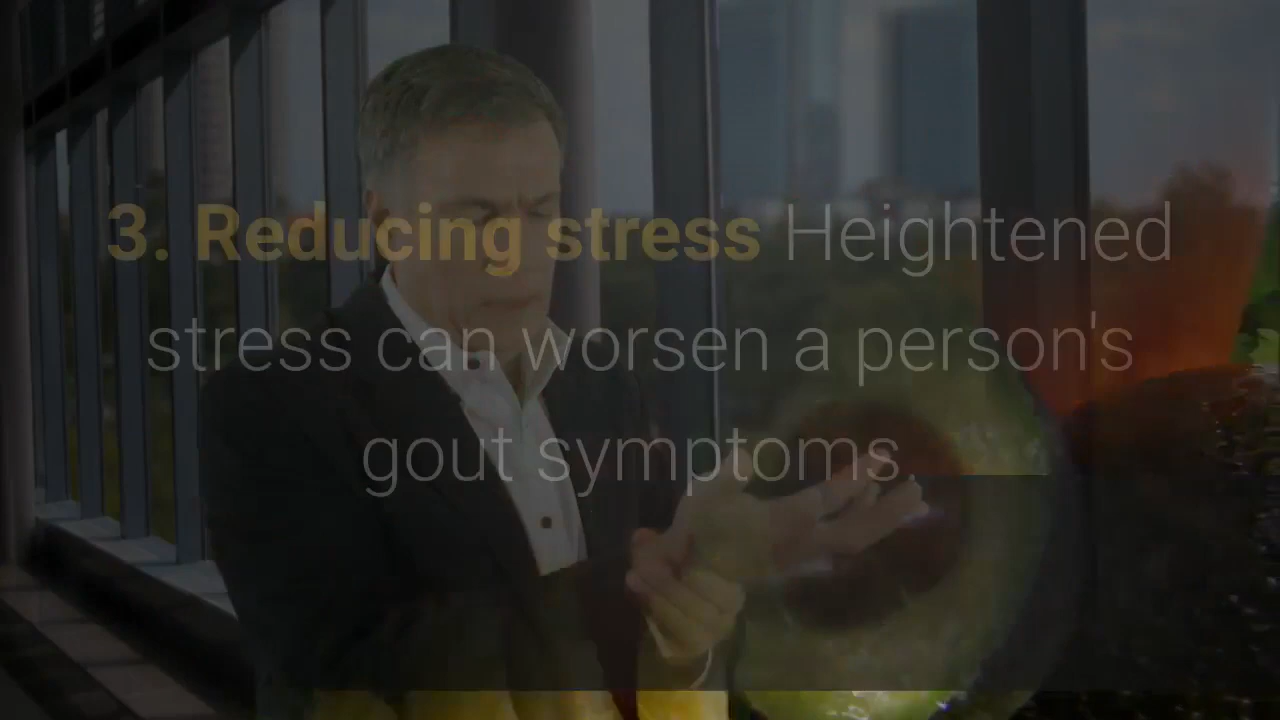 3. Reducing stress Heightened
stress can worsen a person's
gout symptoms